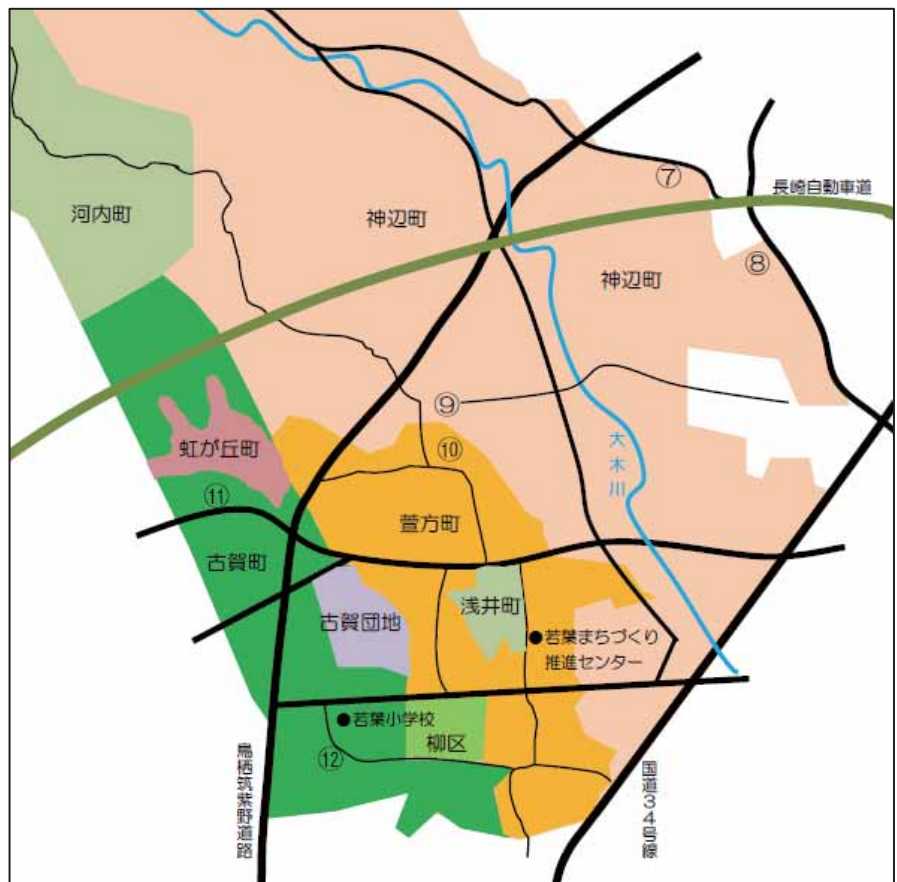 ⑦
長崎自動車道
河内町
神辺町
⑧
神辺町
⑨
大木川
虹が丘町
⑩
⑪
萱方町
古賀町
浅井町
古賀団地
●若葉まちづくり
推進センター
●若葉小学校
柳区
⑫
鳥栖筑紫野道路
国道34号線